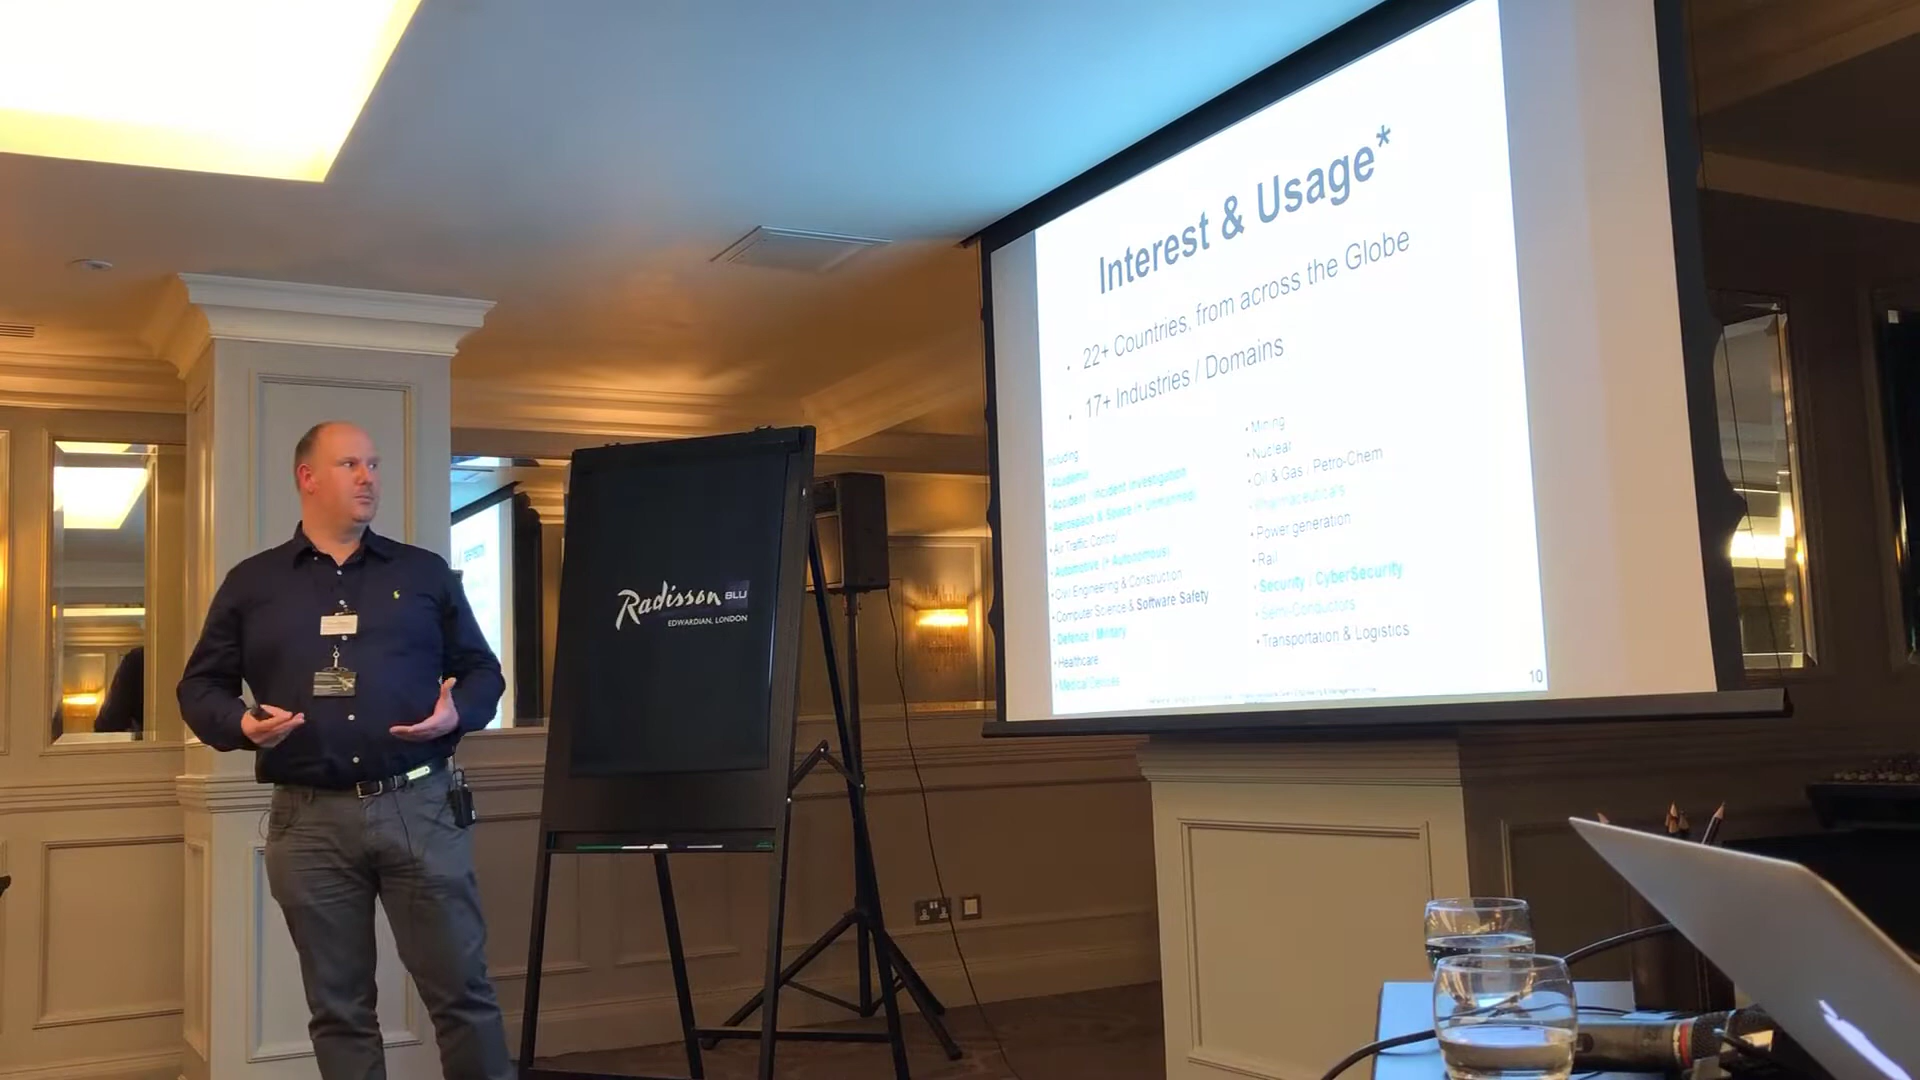 Radisson BLU
EDWARDIAN, LONDON
Interest & Usage*
• 22+ Countries, from across the Globe
• 17+ Industries / Domains
Including
• Academia
• Accident / Incident Investigation
• Aerospace & Space (+ Unmanned)
• Air Traffic Control
• Automotive (+ Autonomous)
• Civil Engineering & Construction
• Computer Science & Software Safety
• Defence / Military
• Healthcare
• Medical Devices
• Mining
• Nuclear
• Oil & Gas / Petro-Chem
• Pharmaceuticals
• Power generation
• Rail
• Security / CyberSecurity
• Semi-Conductors
• Transportation & Logistics
10